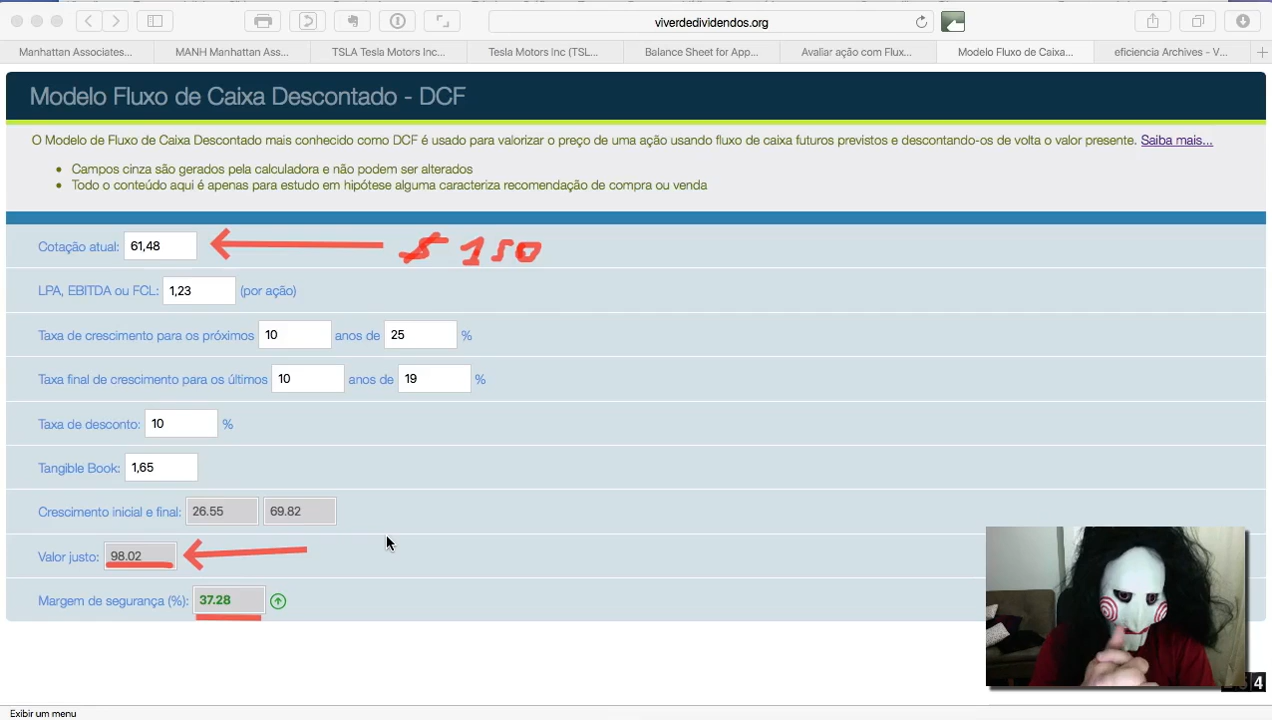 viverdedividendos.org
Manhattan Associates... MANH Manhattan Ass... TSLA Tesla Motors Inc... Tesla Motors Inc (TSL... Balance Sheet for App... Avaliar ação com Flux... Modelo Fluxo de Caixa... eficiencia Archives - V...
Modelo Fluxo de Caixa Descontado - DCF
O Modelo de Fluxo de Caixa Descontado mais conhecido como DCF é usado para valorizar o preço de uma ação usando fluxo de caixa futuros previstos e descontando-os de volta o valor presente. Saiba mais...
• Campos cinza são gerados pela calculadora e não podem ser alterados
• Todo o conteúdo aqui é apenas para estudo em hipótese alguma caracteriza recomendação de compra ou venda
Cotação atual: 61,48 $ 150
LPA, EBITDA ou FCL: 1,23 (por ação)
Taxa de crescimento para os próximos 10 anos de 25 %
Taxa final de crescimento para os últimos 10 anos de 19 %
Taxa de desconto: 10 %
Tangible Book: 1,65
Crescimento inicial e final: 26.55 69.82
Valor justo: 98.02
Margem de segurança (%): 37.28
Exibir um menu